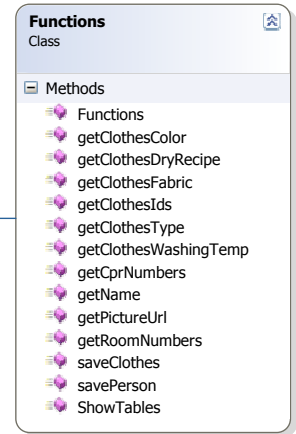 Functions
Class
Methods
Functions
getClothesColor
getClothesDryRecipe
getClothesFabric
getClothesIds
getClothesType
getClothesWashingTemp
getCprNumbers
getName
getPictureUrl
getRoomNumbers
saveClothes
savePerson
ShowTables